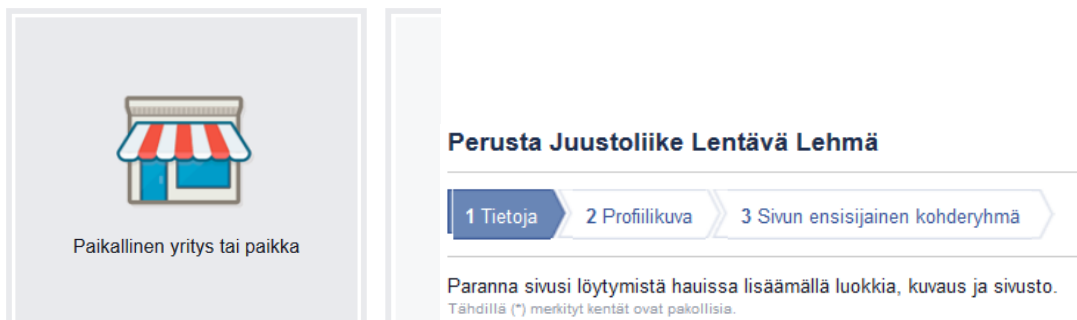 Paikallinen yritys tai paikka
Perusta Juustoliike Lentävä Lehmä
1 Tietoja
2 Profiilikuva
3 Sivun ensisijainen kohderyhmä
Paranna sivusi löytymistä hauissa lisäämällä luokkia, kuvaus ja sivusto.
Tähdillä (*) merkityt kentät ovat pakollisia.